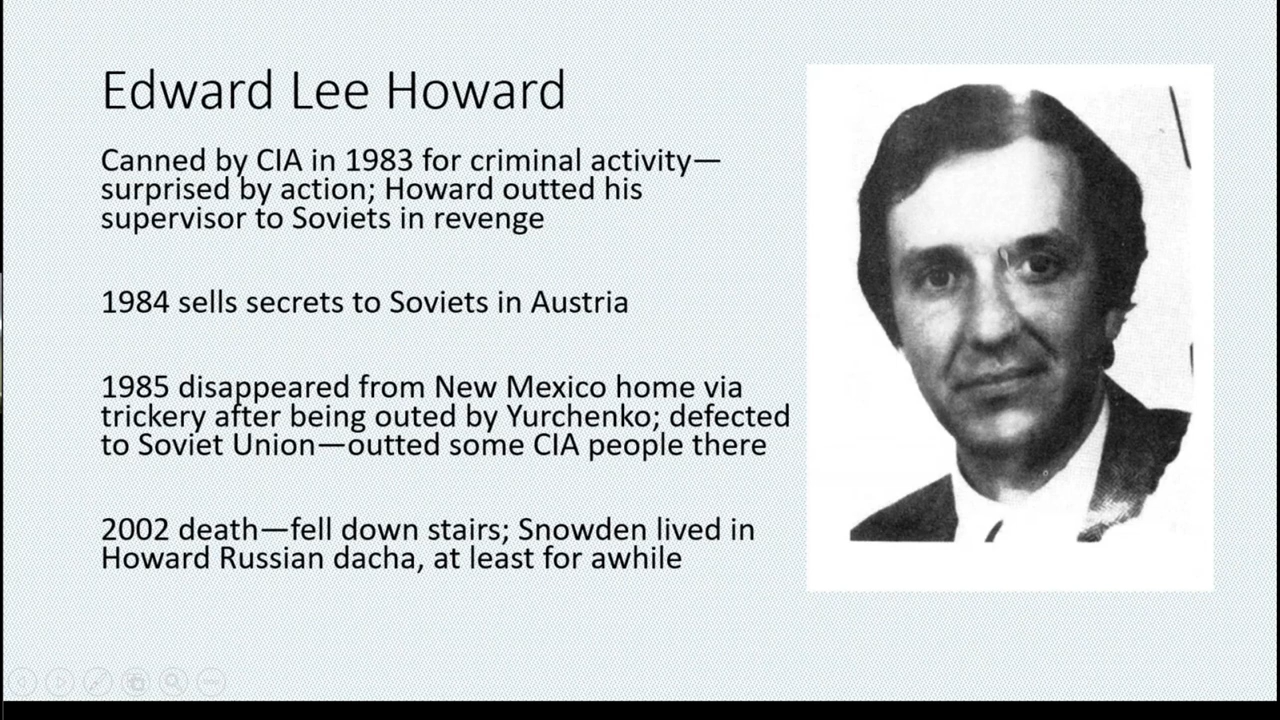 Edward Lee Howard
Canned by CIA in 1983 for criminal activity—
surprised by action; Howard outted his
supervisor to Soviets in revenge
1984 sells secrets to Soviets in Austria
1985 disappeared from New Mexico home via
trickery after being outed by Yurchenko; defected
to Soviet Union—outted some CIA people there
2002 death—fell down stairs; Snowden lived in
Howard Russian dacha, at least for awhile